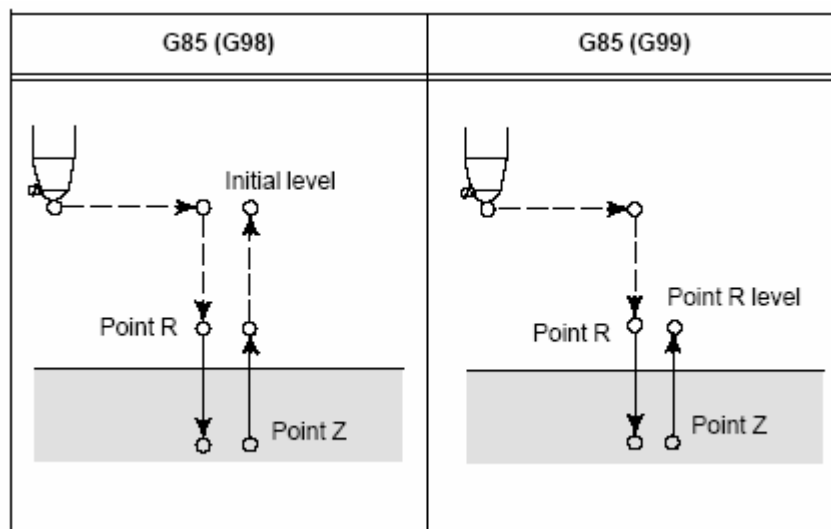 G85 (G98)
G85 (G99)
Initial level
Point R
Point Z
Point R level
Point R
Point Z